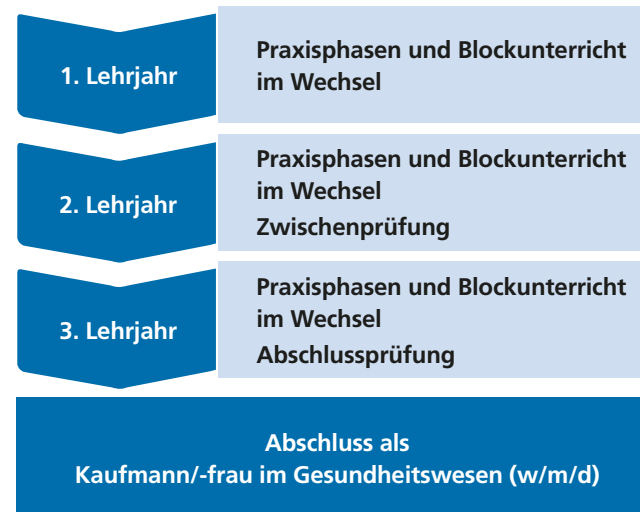 1. Lehrjahr
Praxisphasen und Blockunterricht
im Wechsel
2. Lehrjahr
Praxisphasen und Blockunterricht
im Wechsel
Zwischenprüfung
3. Lehrjahr
Praxisphasen und Blockunterricht
im Wechsel
Abschlussprüfung
Abschluss als
Kaufmann/-frau im Gesundheitswesen (w/m/d)